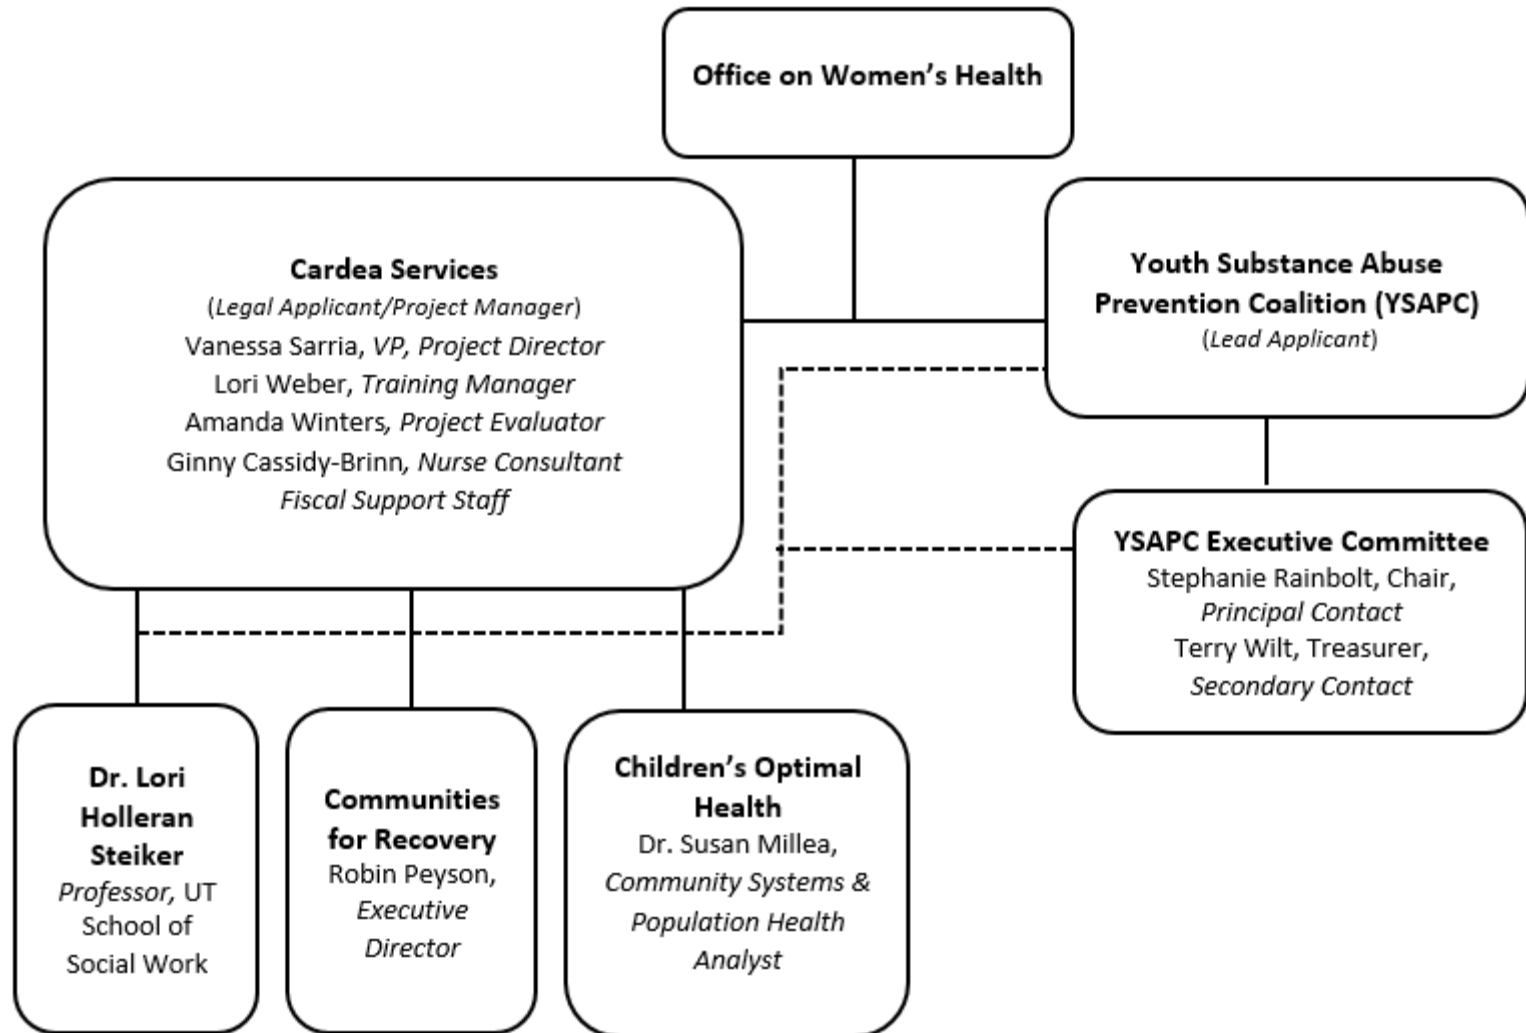 Office on Women’s Health
Cardea Services
(Legal Applicant/Project Manager)
Vanessa Sarria, VP, Project Director
Lori Weber, Training Manager
Amanda Winters, Project Evaluator
Ginny Cassidy-Brinn, Nurse Consultant
Fiscal Support Staff
Youth Substance Abuse
Prevention Coalition (YSAPC)
(Lead Applicant)
YSAPC Executive Committee
Stephanie Rainbolt, Chair,
Principal Contact
Terry Wilt, Treasurer,
Secondary Contact
Dr. Lori
Holleran
Steiker
Professor, UT
School of
Social Work
Communities
for Recovery
Robin Peyson,
Executive
Director
Children’s Optimal
Health
Dr. Susan Millea,
Community Systems &
Population Health
Analyst